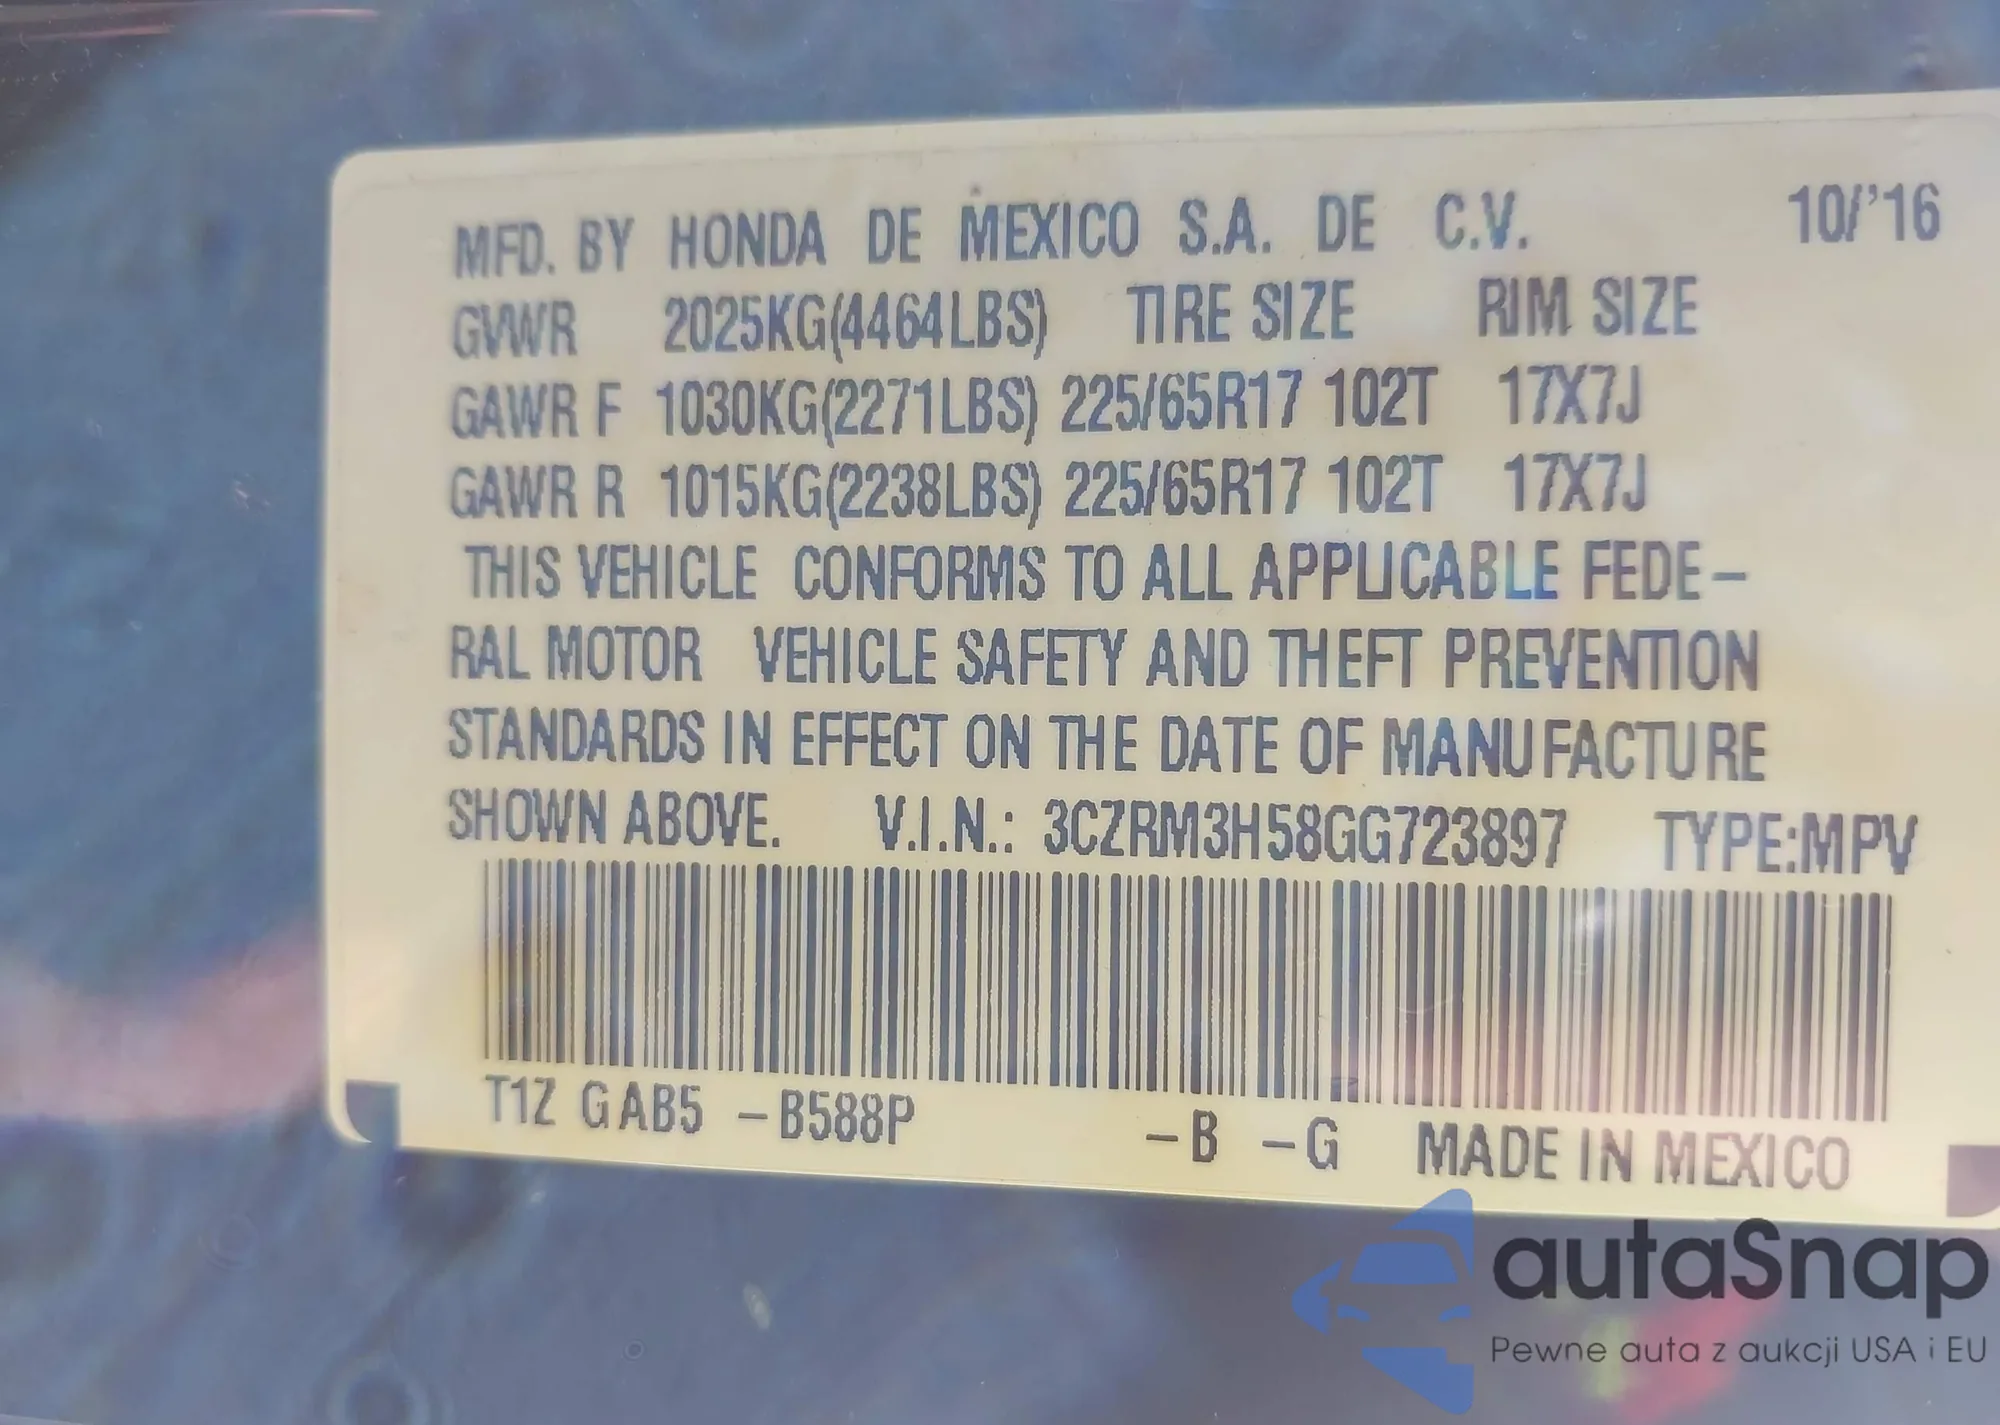 MFD. BY HONDA DE MEXICO S.A. DE C.V. 10/'16
GVWR 2025KG(4464LBS) TIRE SIZE RIM SIZE
GAWR F 1030KG(2271LBS) 225/65R17 102T 17X7J
GAWR R 1015KG(2238LBS) 225/65R17 102T 17X7J
THIS VEHICLE CONFORMS TO ALL APPLICABLE FEDE-
RAL MOTOR VEHICLE SAFETY AND THEFT PREVENTION
STANDARDS IN EFFECT ON THE DATE OF MANUFACTURE
SHOWN ABOVE. V.I.N.: 3CZRM3H58GG723897 TYPE:MPV
T1Z GAB5 -B588P -B -G MADE IN MEXICO
autaSnap
Pewne auta z aukcji USA i EU